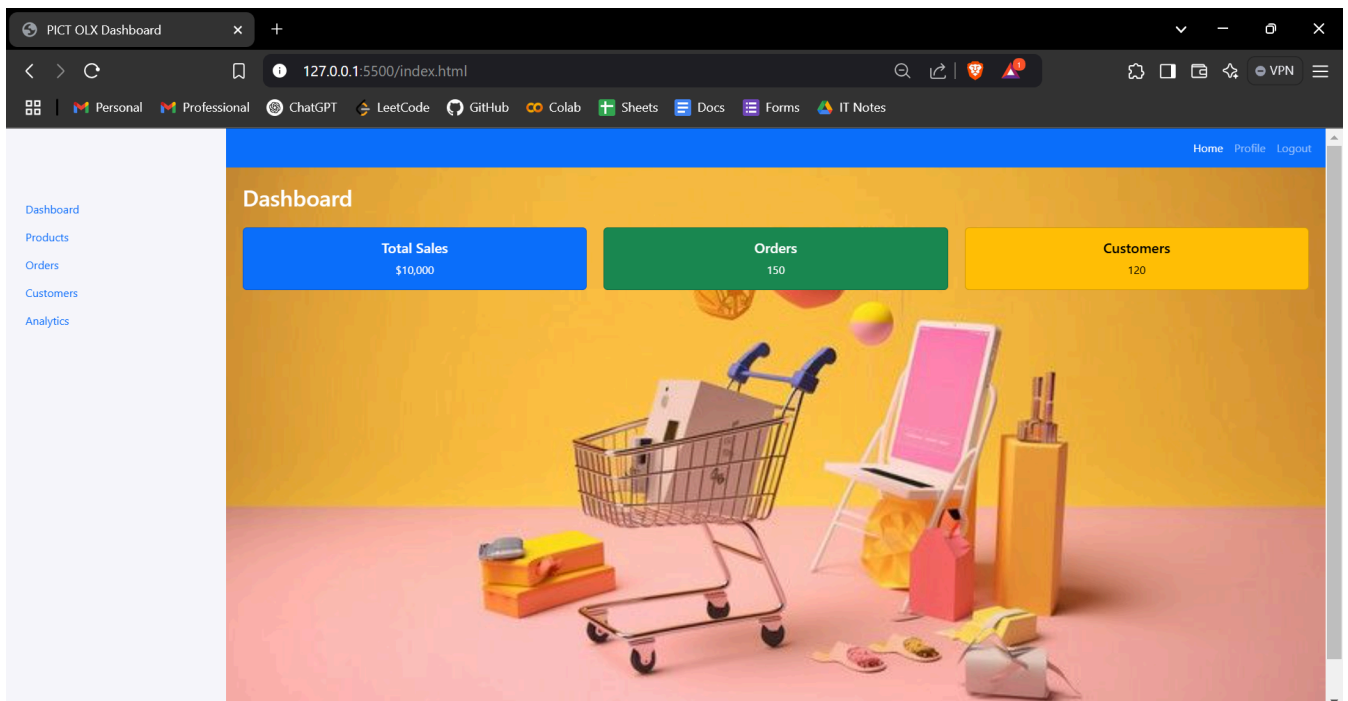 PICT OLX Dashboard
127.0.0.1:5500/index.html
1
VPN
Personal Professional ChatGPT LeetCode GitHub Colab Sheets Docs Forms IT Notes
Home Profile Logout
Dashboard
Products
Orders
Customers
Analytics
Dashboard
Total Sales
$10,000
Orders
150
Customers
120